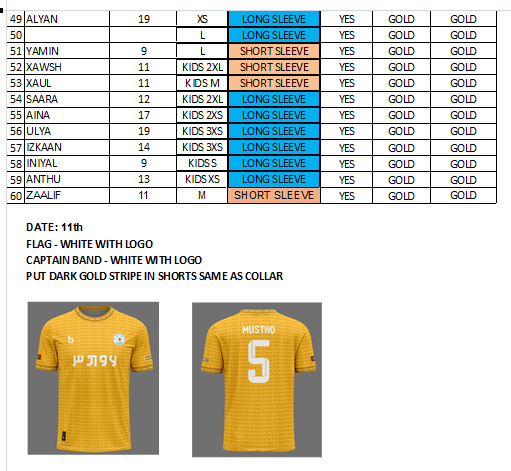 49 ALYAN 19 XS LONG SLEEVE YES GOLD GOLD
50 L LONG SLEEVE YES GOLD GOLD
51 YAMIN 9 L SHORT SLEEVE YES GOLD GOLD
52 XAWSH 11 KIDS 2XL SHORT SLEEVE YES GOLD GOLD
53 XAUL 11 KIDS M SHORT SLEEVE YES GOLD GOLD
54 SAARA 12 KIDS 2XL LONG SLEEVE YES GOLD GOLD
55 AINA 17 KIDS 2XS LONG SLEEVE YES GOLD GOLD
56 ULYA 19 KIDS 3XS LONG SLEEVE YES GOLD GOLD
57 IZKAAN 14 KIDS 3XS LONG SLEEVE YES GOLD GOLD
58 INIYAL 9 KIDS S LONG SLEEVE YES GOLD GOLD
59 ANTHU 13 KIDS XS LONG SLEEVE YES GOLD GOLD
60 ZAALIF 11 M SHORT SLEEVE YES GOLD GOLD
DATE: 11th
FLAG - WHITE WITH LOGO
CAPTAIN BAND - WHITE WITH LOGO
PUT DARK GOLD STRIPE IN SHORTS SAME AS COLLAR
MUSTHO
5